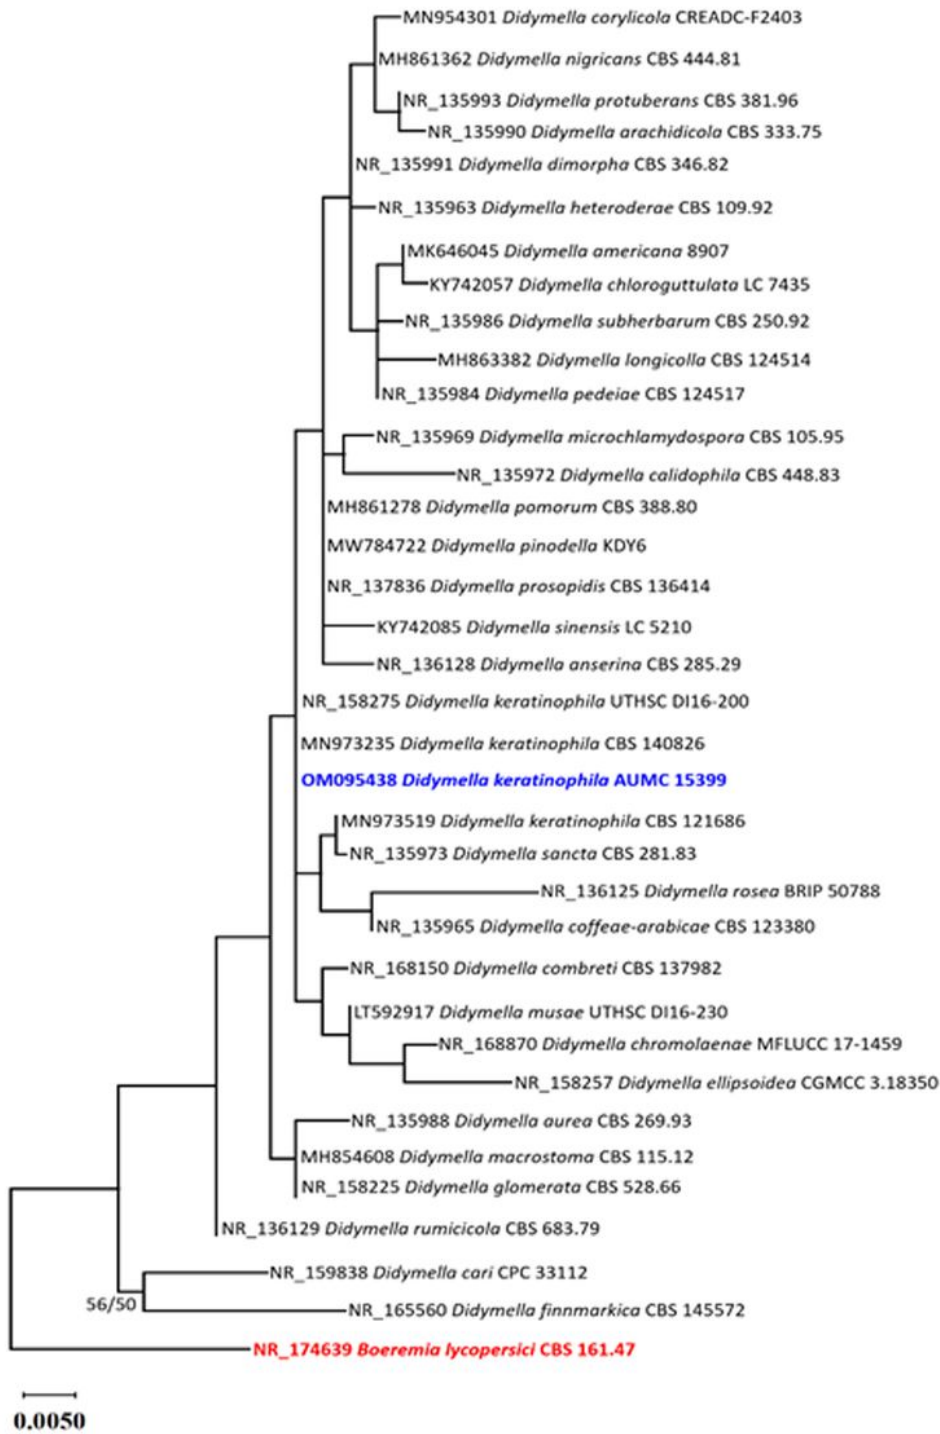 MN954301 Didymella corylicola CREADC-F2403
MH861362 Didymella nigricans CBS 444.81
NR_135993 Didymella protuberans CBS 381.96
NR_135990 Didymella arachidicola CBS 333.75
NR_135991 Didymella dimorpha CBS 346.82
NR_135963 Didymella heteroderae CBS 109.92
MK646045 Didymella americana 8907
KY742057 Didymella chloroguttulata LC 7435
NR_135986 Didymella subherbarum CBS 250.92
MH863382 Didymella longicolla CBS 124514
NR_135984 Didymella pedeiae CBS 124517
NR_135969 Didymella microchlamydospora CBS 105.95
NR_135972 Didymella calidophila CBS 448.83
MH861278 Didymella pomorum CBS 388.80
MW784722 Didymella pinodella KDY6
NR_137836 Didymella prosopidis CBS 136414
KY742085 Didymella sinensis LC 5210
NR_136128 Didymella anserina CBS 285.29
NR_158275 Didymella keratinophila UTHSC DI16-200
MN973235 Didymella keratinophila CBS 140826
OM095438 Didymella keratinophila AUMC 15399
MN973519 Didymella keratinophila CBS 121686
NR_135973 Didymella sancta CBS 281.83
NR_136125 Didymella rosea BRIP 50788
NR_135965 Didymella coffeae-arabicae CBS 123380
NR_168150 Didymella combreti CBS 137982
LT592917 Didymella musae UTHSC DI16-230
NR_168870 Didymella chromolaenae MFLUCC 17-1459
NR_158257 Didymella ellipsoidea CGMCC 3.18350
NR_135988 Didymella aurea CBS 269.93
MH854608 Didymella macrostoma CBS 115.12
NR_158225 Didymella glomerata CBS 528.66
NR_136129 Didymella rumicicola CBS 683.79
NR_159838 Didymella cari CPC 33112
56/50
NR_165560 Didymella finnmarkica CBS 145572
NR_174639 Boeremia lycopersici CBS 161.47
0.0050